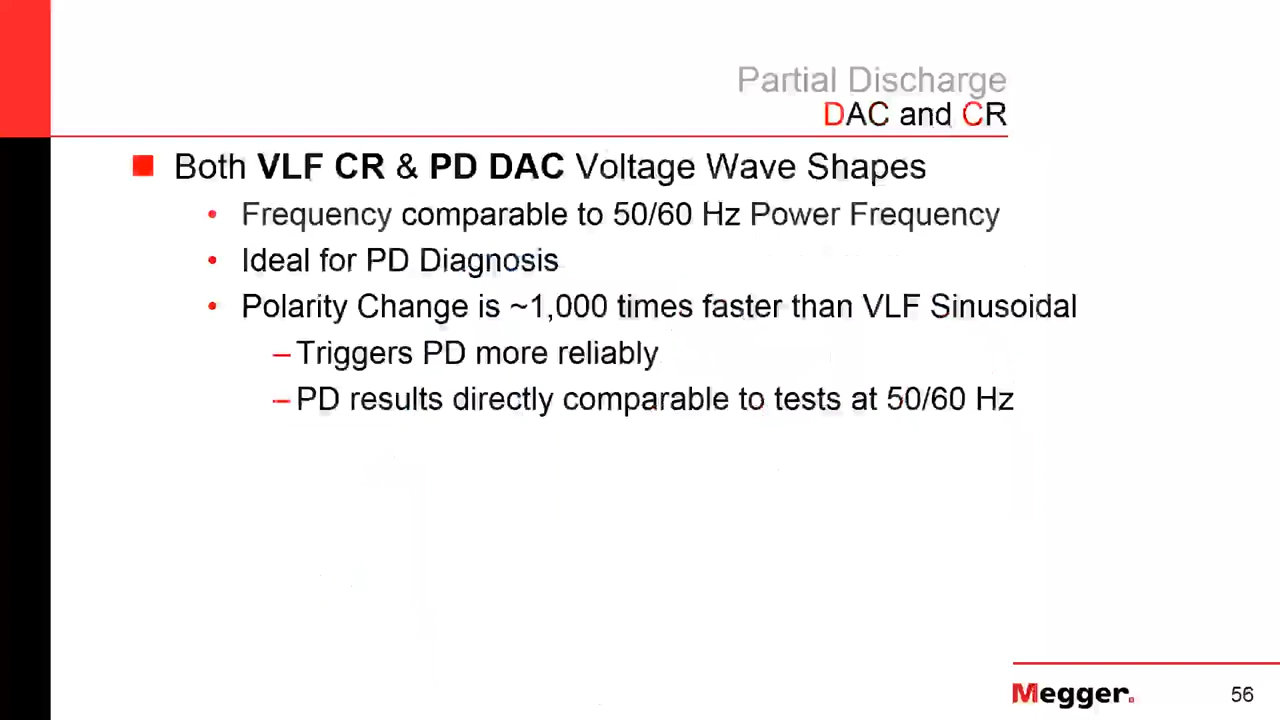 Partial Discharge
DAC and CR
Both VLF CR & PD DAC Voltage Wave Shapes
• Frequency comparable to 50/60 Hz Power Frequency
• Ideal for PD Diagnosis
• Polarity Change is ~1,000 times faster than VLF Sinusoidal
– Triggers PD more reliably
– PD results directly comparable to tests at 50/60 Hz
Megger.
56